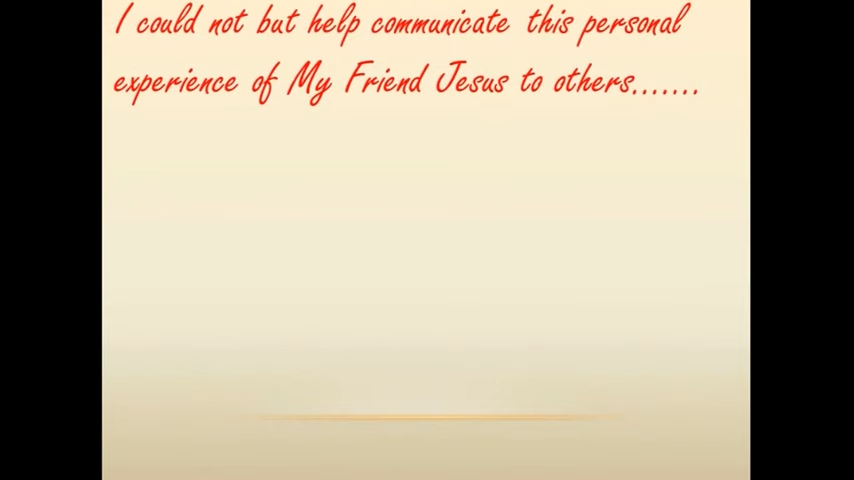 I could not but help communicate this personal
experience of My Friend Jesus to others.......